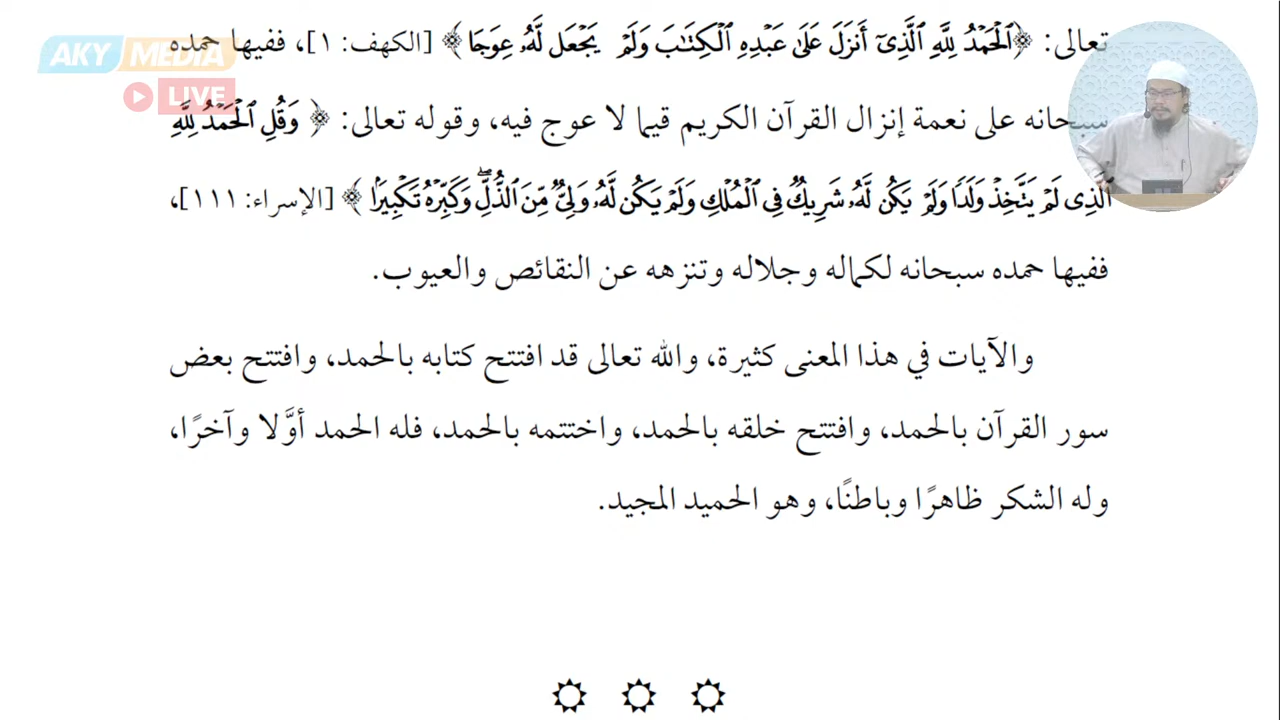 AKY MEDIA
LIVE
تعالى: ﴿ٱلۡحَمۡدُ لِلَّهِ ٱلَّذِيٓ أَنزَلَ عَلَىٰ عَبۡدِهِ ٱلۡكِتَٰبَ وَلَمۡ يَجۡعَل لَّهُۥ عِوَجَا﴾ [الكهف: ١]، ففيها حمده
سبحانه على نعمة إنزال القرآن الكريم قيما لا عوج فيه، وقوله تعالى: ﴿وَقُلِ ٱلۡحَمۡدُ لِلَّهِ
ٱلَّذِي لَمۡ يَتَّخِذۡ وَلَدٗا وَلَمۡ يَكُن لَّهُۥ شَرِيكٞ فِي ٱلۡمُلۡكِ وَلَمۡ يَكُن لَّهُۥ وَلِيّٞ مِّنَ ٱلذُّلِّۖ وَكَبِّرۡهُ تَكۡبِيرَۢا﴾ [الإسراء: ١١١]،
ففيها حمده سبحانه لكماله وجلاله وتنزهه عن النقائص والعيوب.
والآيات في هذا المعنى كثيرة، والله تعالى قد افتتح كتابه بالحمد، وافتتح بعض
سور القرآن بالحمد، وافتتح خلقه بالحمد، واختتمه بالحمد، فله الحمد أوَّلا وآخرًا،
وله الشكر ظاهرًا وباطنًا، وهو الحميد المجيد.